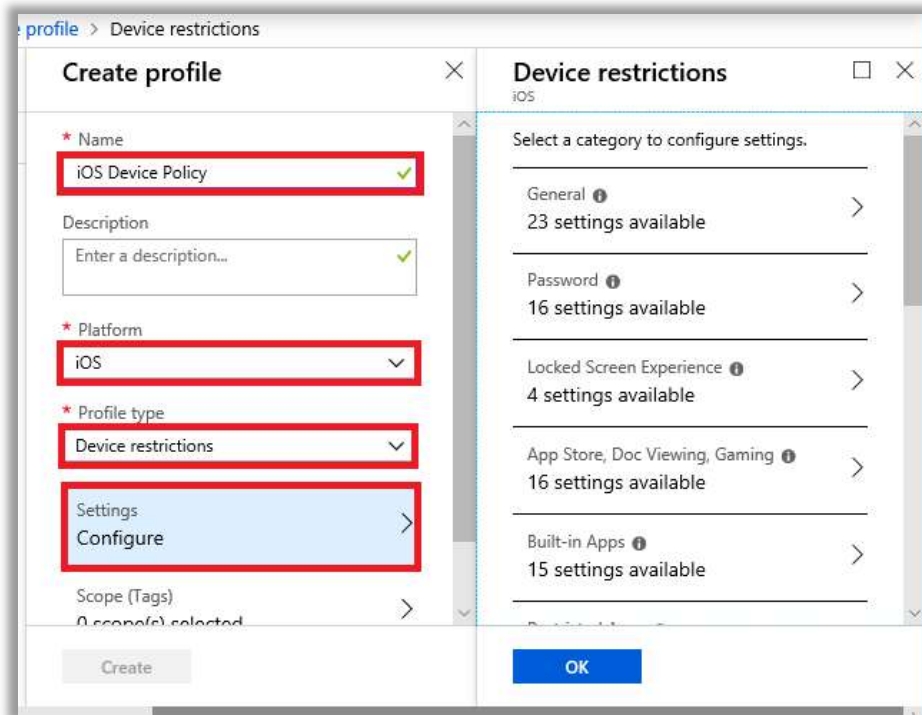 profile > Device restrictions
Create profile
* Name
iOS Device Policy
Description
Enter a description...
* Platform
iOS
* Profile type
Device restrictions
Settings
Configure
Scope (Tags)
0 scope(s) selected
Create
Device restrictions
iOS
Select a category to configure settings.
General
23 settings available
Password
16 settings available
Locked Screen Experience
4 settings available
App Store, Doc Viewing, Gaming
16 settings available
Built-in Apps
15 settings available
OK